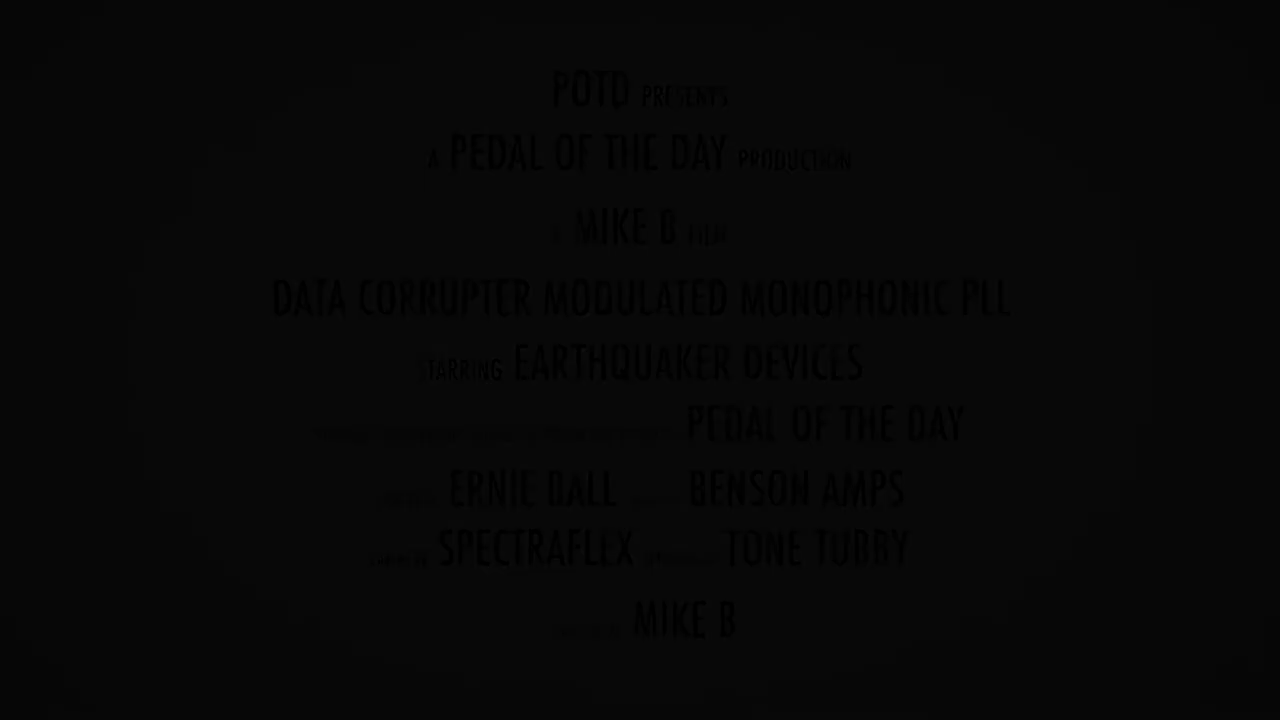 POTD PRESENTS
A PEDAL OF THE DAY PRODUCTION
MIKE B FILM
DATA CORRUPTER MODULATED MONOPHONIC PLL
STARRING EARTHQUAKER DEVICES
PEDAL OF THE DAY
ERNIE BALL BENSON AMPS
SPECTRAFLEX TONE TUBBY
MIKE B